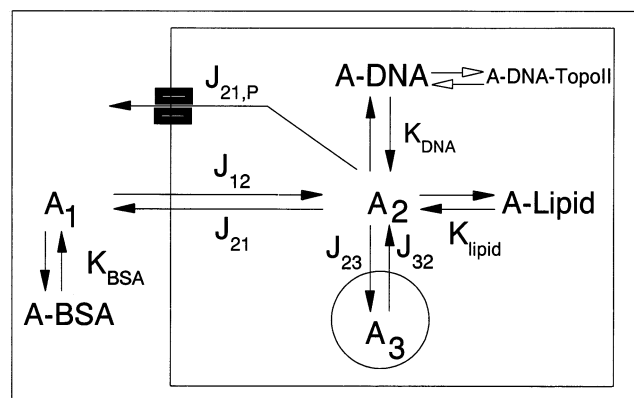 J21,P
A-DNA
A-DNA-TopoII
KDNA
J12
A1
A2
A-Lipid
J21
Klipid
KBSA
J23
J32
A-BSA
A3